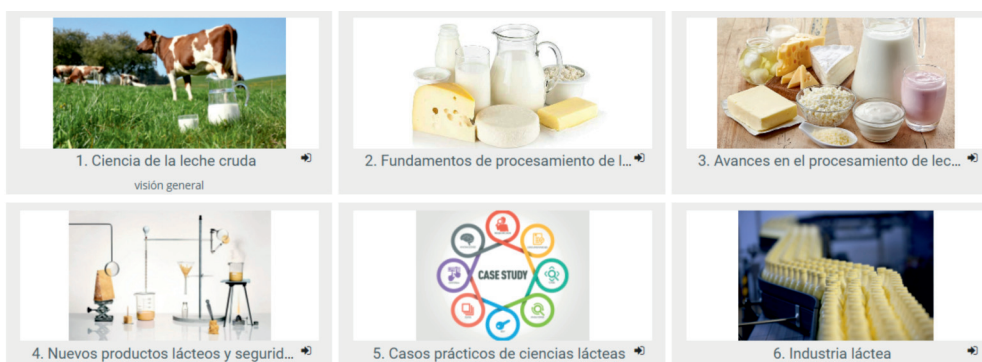 1. Ciencia de la leche cruda
visión general
2. Fundamentos de procesamiento de l...
3. Avances en el procesamiento de lec...
CASE STUDY
4. Nuevos productos lácteos y segurid...
5. Casos prácticos de ciencias lácteas
6. Industria láctea